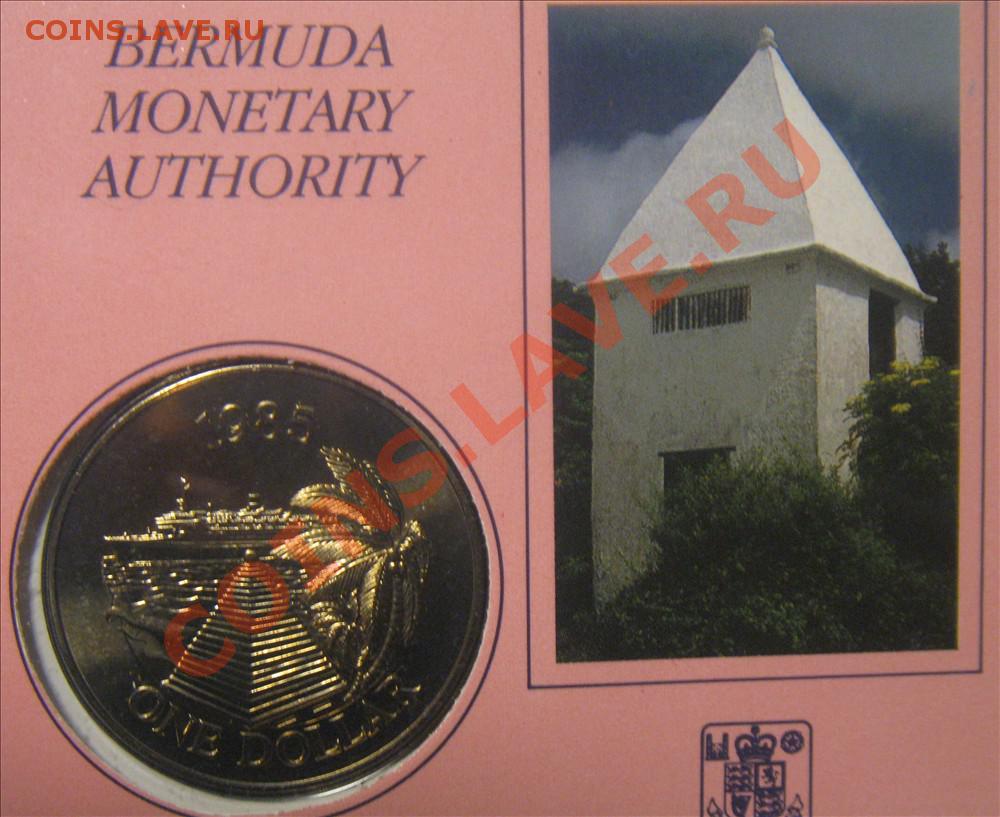 COINS.LAVE.RU
BERMUDA
MONETARY
AUTHORITY
COINS.LAVE.RU
1985
ONE DOLLAR
E